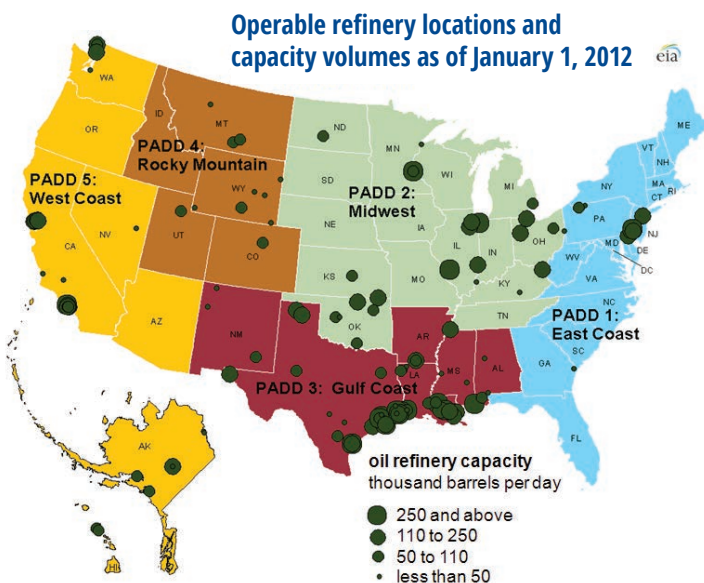 Operable refinery locations and
capacity volumes as of January 1, 2012
eia
WA
OR
ID
MT
ND
MN
WI
MI
VT
ME
NH
NY
MA
CT
RI
PADD 4:
Rocky Mountain
PADD 5:
West Coast
PADD 2:
Midwest
SD
WY
NE
IA
PA
NJ
CA
NV
UT
CO
IL
IN
OH
MD
DE
DC
WV
VA
KS
MO
KY
NC
TN
PADD 1:
East Coast
AZ
NM
OK
AR
SC
GA
PADD 3: Gulf Coast
LA
MS
AL
FL
AK
HI
oil refinery capacity
thousand barrels per day
250 and above
110 to 250
50 to 110
less than 50